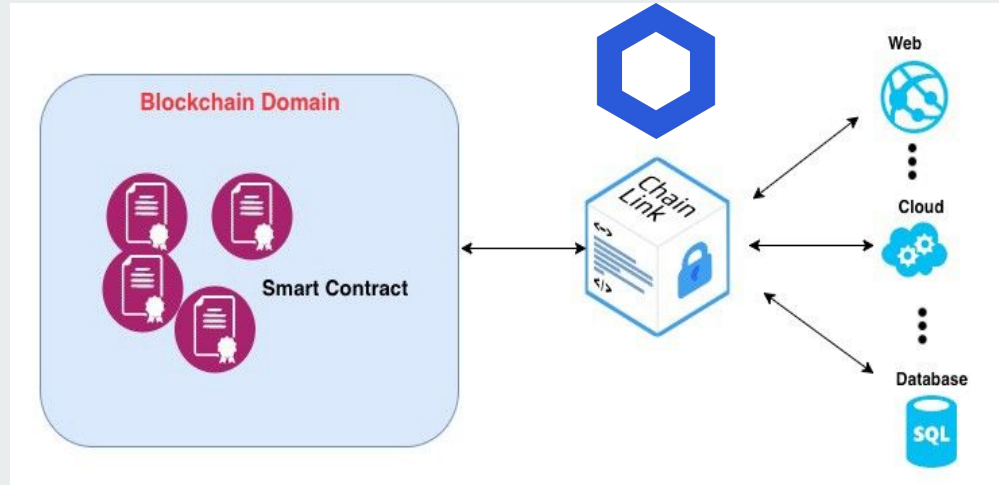 Blockchain Domain
Smart Contract
Chain
Link
<~>
</>
Web
Cloud
Database
SQL